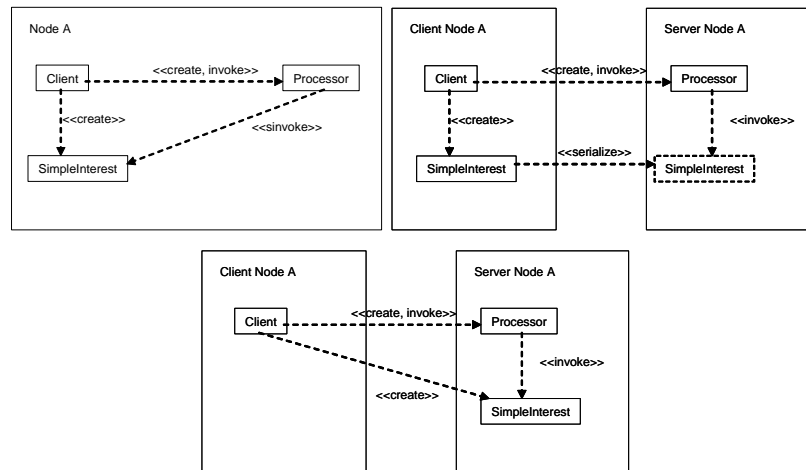 Node A
Client
<<create, invoke>>
Processor
<<create>>
<<sinvoke>>
SimpleInterest
Client Node A
Server Node A
Client
<<create, invoke>>
Processor
<<create>>
<<invoke>>
SimpleInterest
<<serialize>>
SimpleInterest
Client Node A
Server Node A
Client
<<create, invoke>>
Processor
<<invoke>>
<<create>>
SimpleInterest